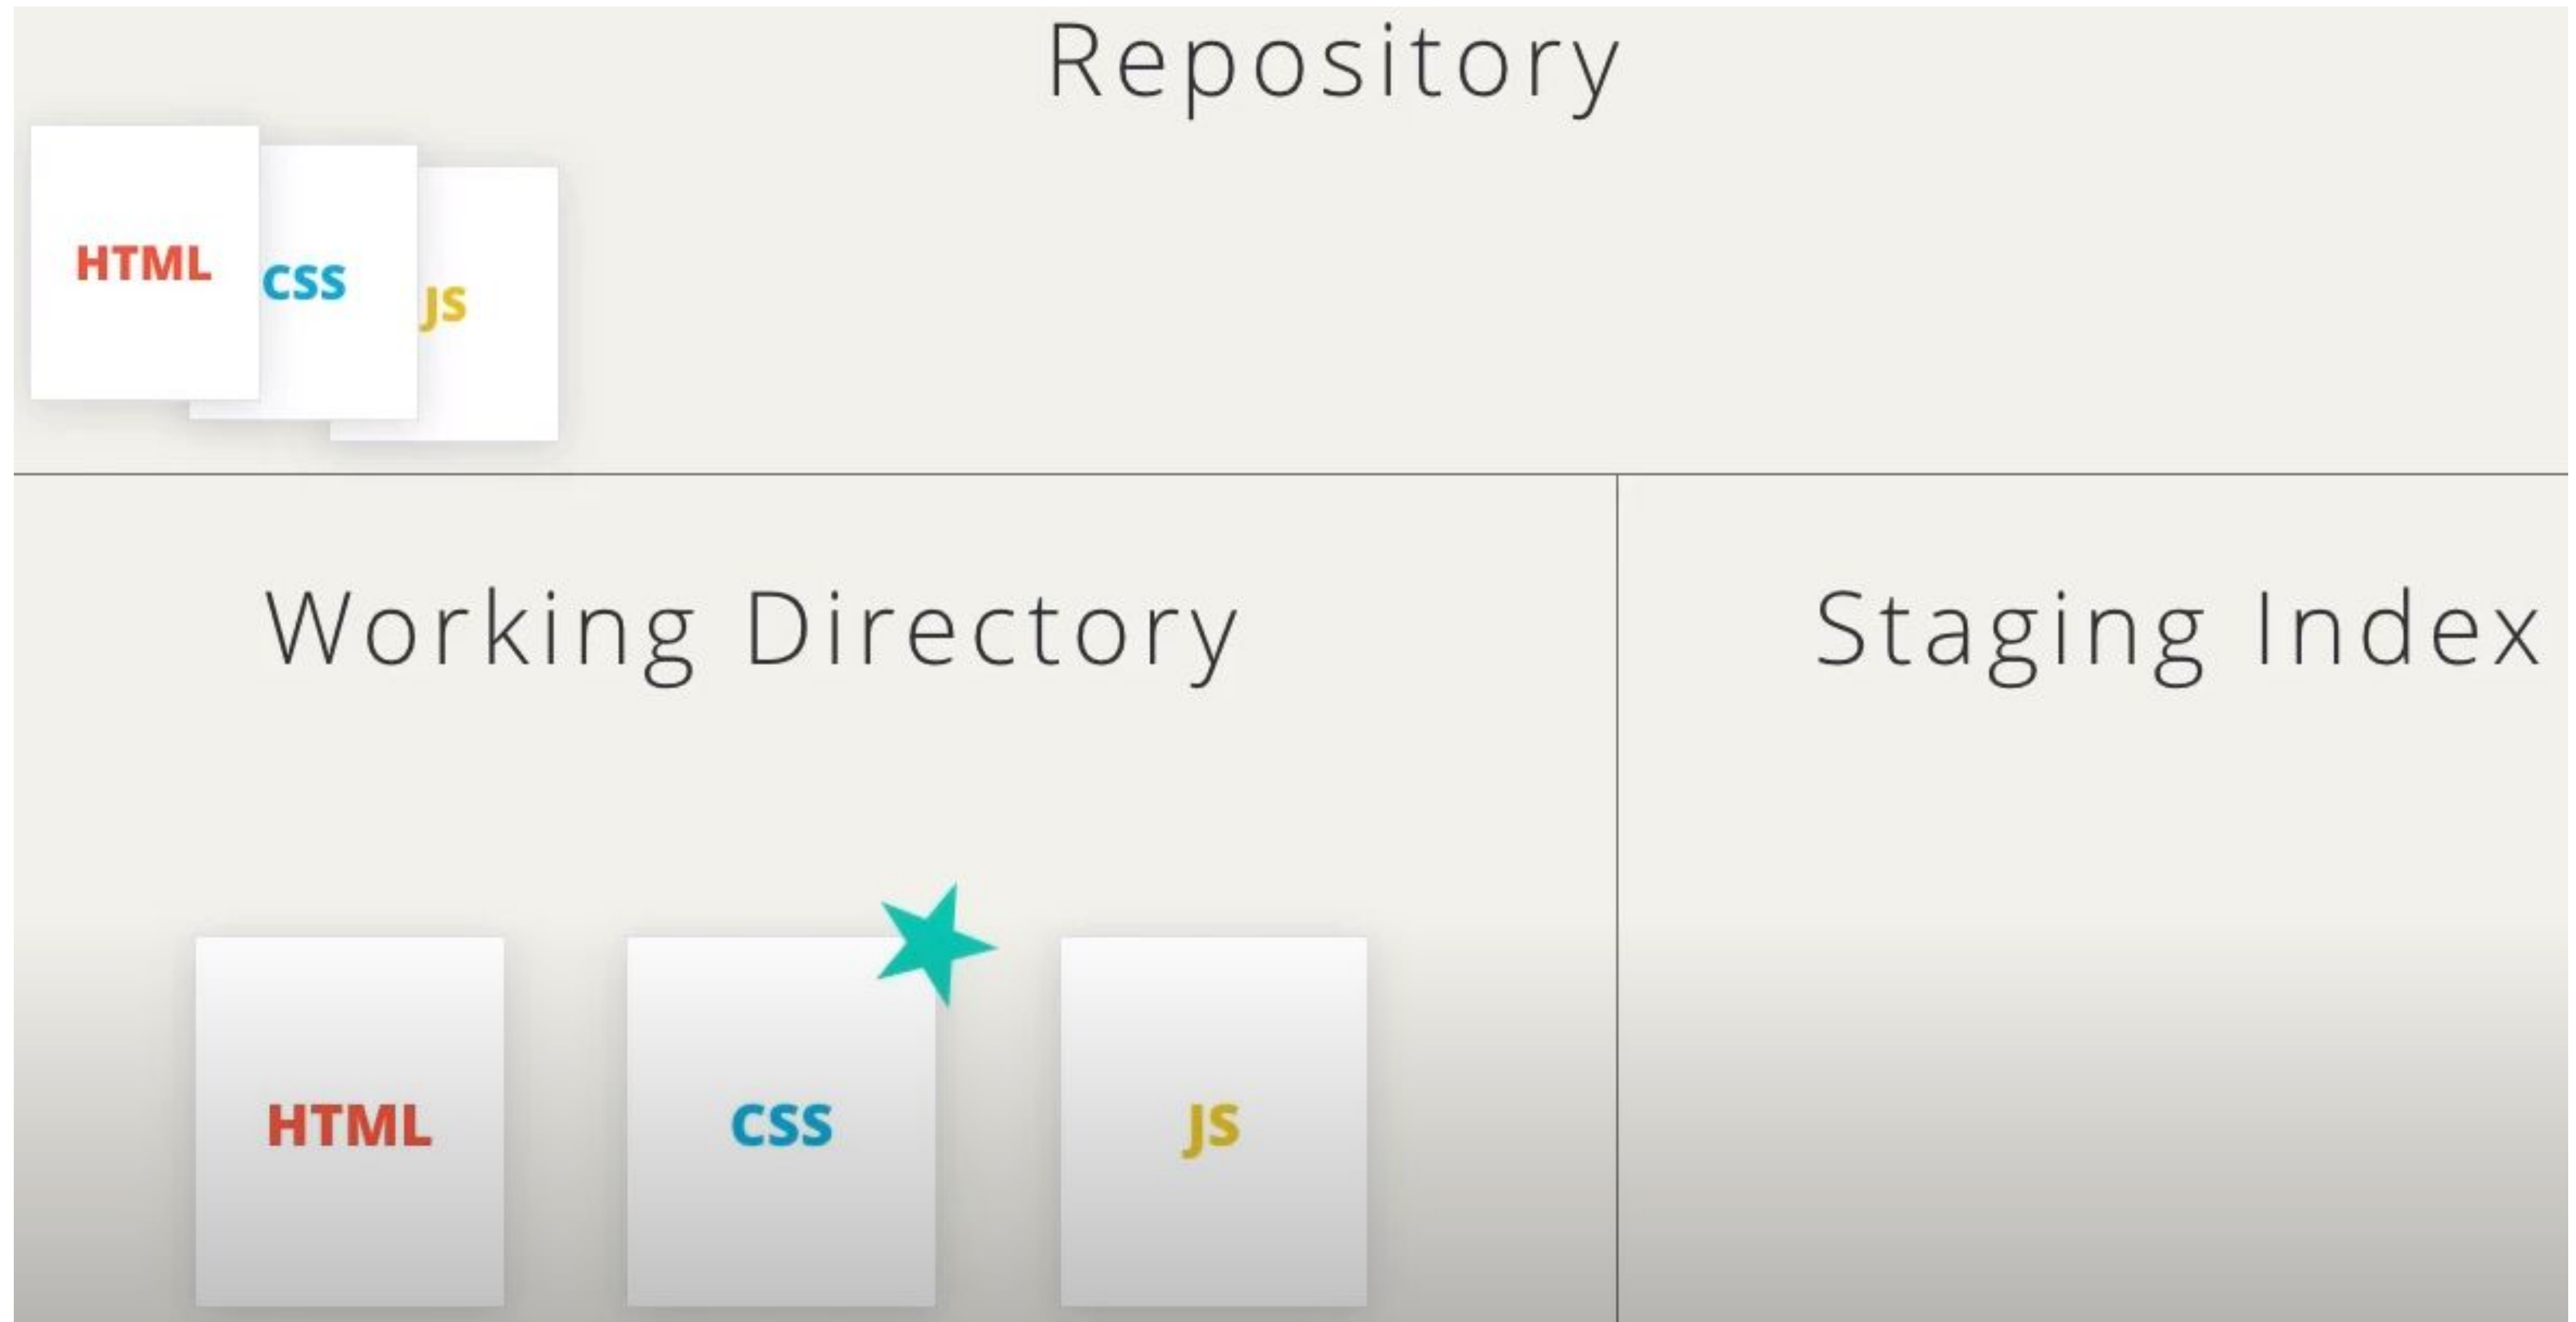 Repository
HTML
CSS
JS
Working Directory
Staging Index
HTML
CSS
JS